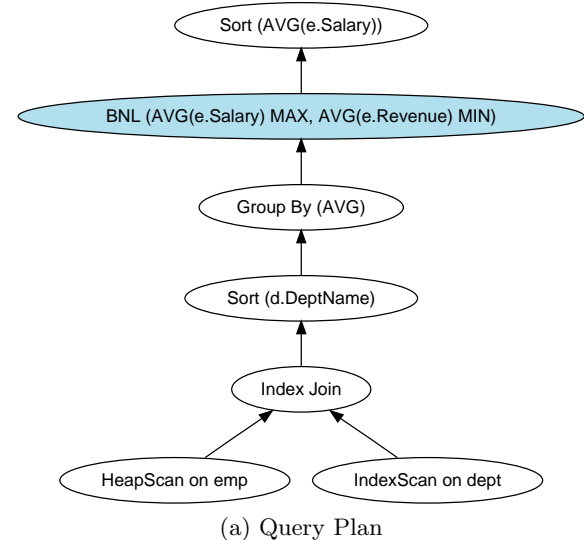 Sort (AVG(e.Salary))
BNL (AVG(e.Salary) MAX, AVG(e.Revenue) MIN)
Group By (AVG)
Sort (d.DeptName)
Index Join
HeapScan on emp
IndexScan on dept
(a) Query Plan